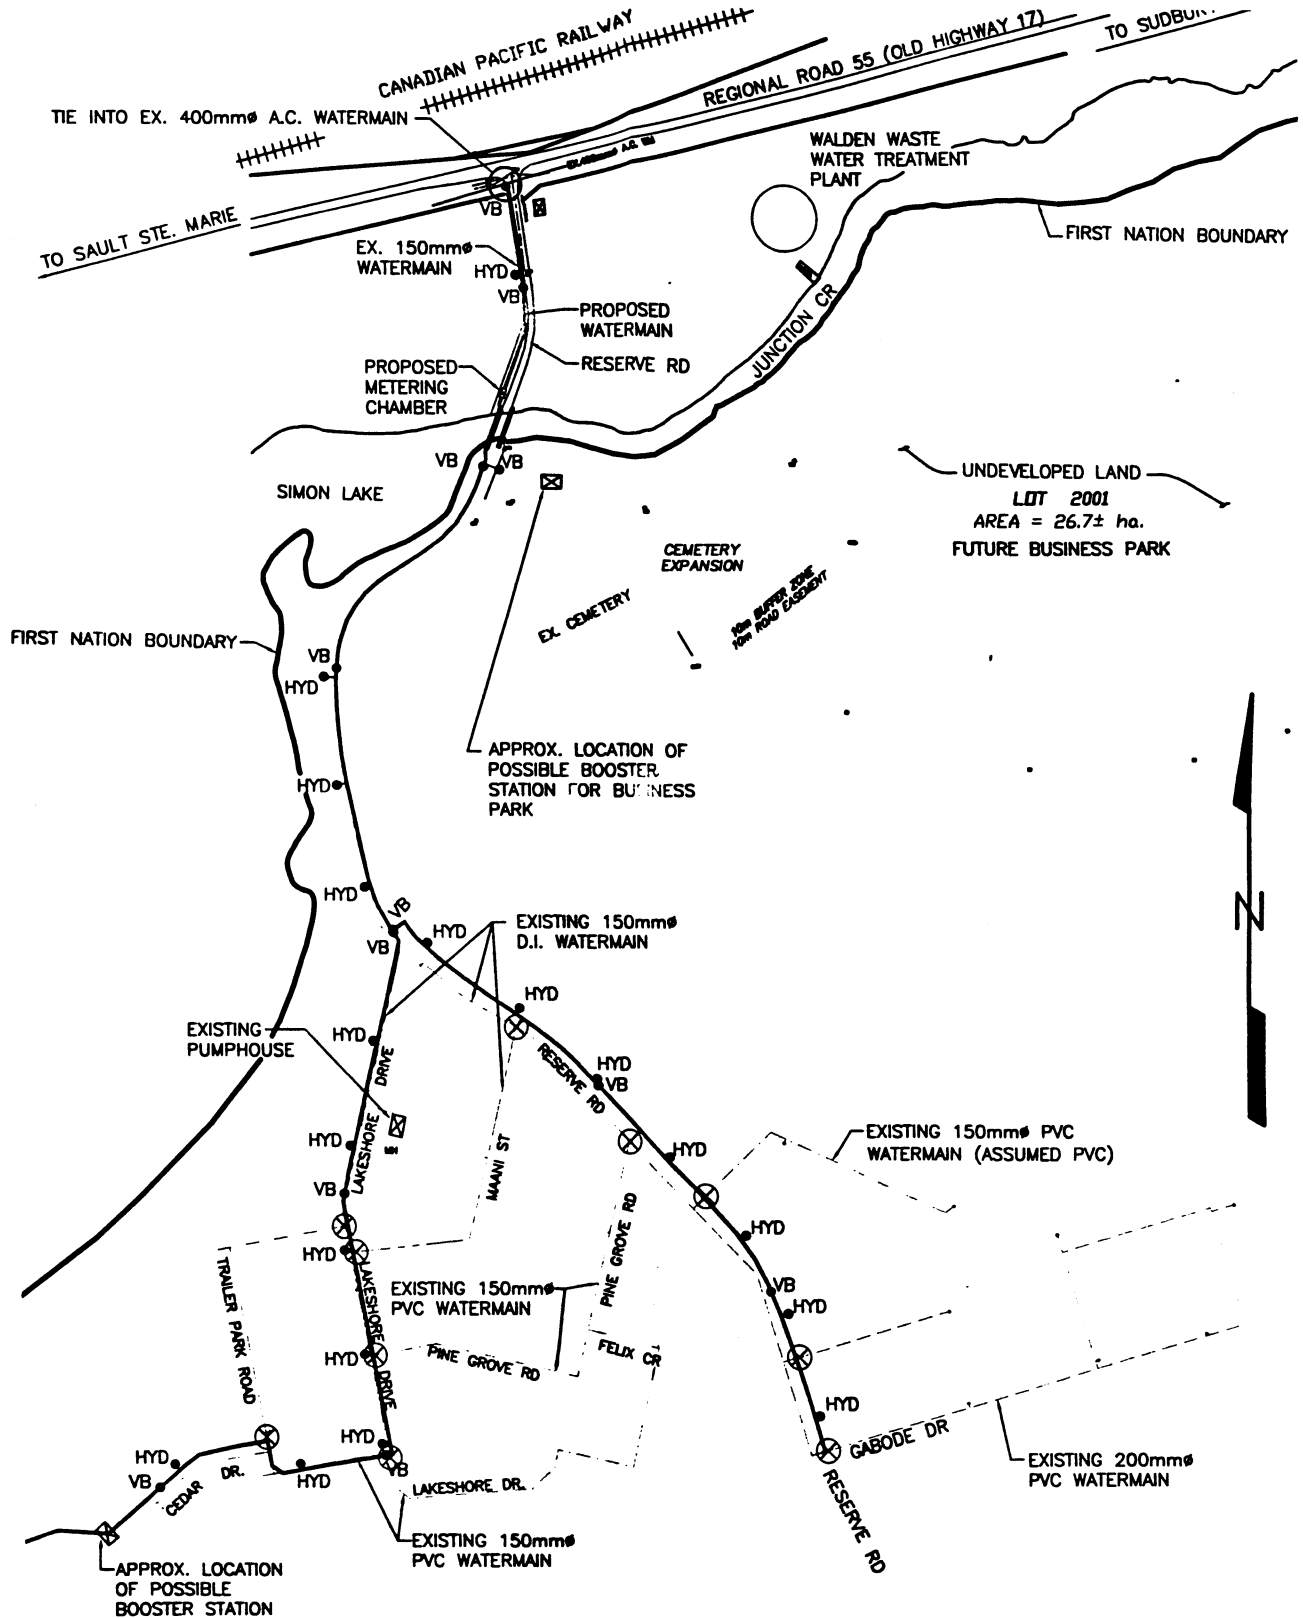 CANADIAN PACIFIC RAILWAY
REGIONAL ROAD 55 (OLD HIGHWAY 17)
TO SUDBURY
TIE INTO EX. 400mmø A.C. WATERMAIN
WALDEN WASTE
WATER TREATMENT
PLANT
TO SAULT STE. MARIE
VB
FIRST NATION BOUNDARY
EX. 150mmø
WATERMAIN
HYD
VB
PROPOSED
WATERMAIN
JUNCTION CR
RESERVE RD
PROPOSED
METERING
CHAMBER
VB
VB
SIMON LAKE
UNDEVELOPED LAND
LOT 2001
AREA = 26.7± ha.
FUTURE BUSINESS PARK
CEMETERY
EXPANSION
EX. CEMETERY
10m BUFFER ZONE
10m ROAD EASEMENT
FIRST NATION BOUNDARY
VB
HYD
APPROX. LOCATION OF
POSSIBLE BOOSTER
STATION FOR BUSINESS
PARK
HYD
HYD
VB
VB
HYD
EXISTING 150mmø
D.I. WATERMAIN
N
HYD
EXISTING
PUMPHOUSE
HYD
RESERVE RD
HYD
VB
LAKESHORE DRIVE
HYD
MH
MAANI ST
HYD
EXISTING 150mmø PVC
WATERMAIN (ASSUMED PVC)
VB
HYD
HYD
TRAILER PARK ROAD
LAKESHORE DRIVE
EXISTING 150mmø
PVC WATERMAIN
PINE GROVE RD
VB
HYD
HYD
PINE GROVE RD
FELIX CR
HYD
HYD
HYD
VB
CEDAR DR.
HYD
VB
LAKESHORE DR.
GABODE DR
EXISTING 200mmø
PVC WATERMAIN
RESERVE RD
EXISTING 150mmø
PVC WATERMAIN
APPROX. LOCATION
OF POSSIBLE
BOOSTER STATION